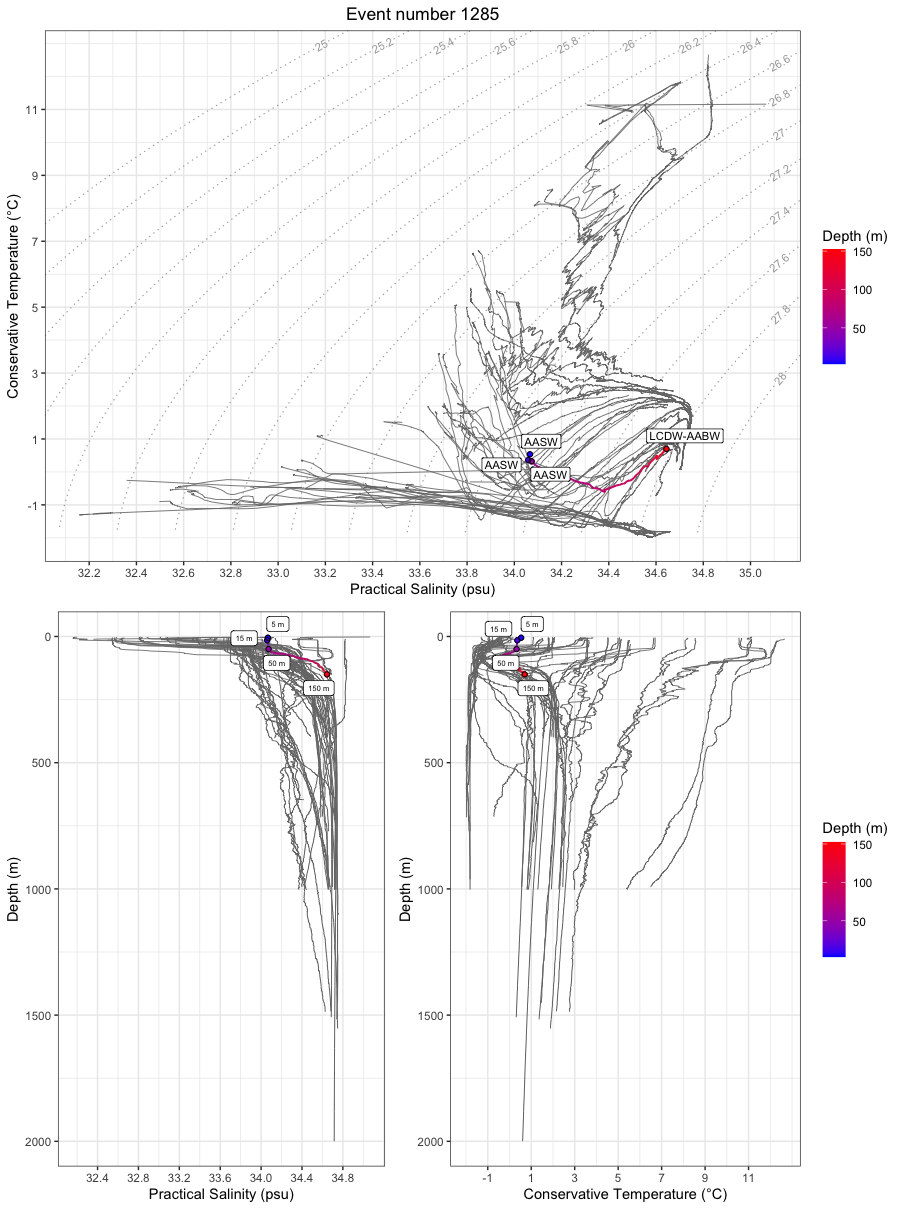 Event number 1285
25
25.2
25.4
25.6
25.8
26
26.2
26.4
26.6
26.8
27
27.2
27.4
27.6
27.8
28
11
9
7
5
3
1
-1
Conservative Temperature (°C)
AASW
AASW
AASW
LCDW-AABW
32.2 32.4 32.6 32.8 33.0 33.2 33.4 33.6 33.8 34.0 34.2 34.4 34.6 34.8 35.0
Practical Salinity (psu)
Depth (m)
150
100
50
0
500
1000
1500
2000
Depth (m)
5 m
15 m
50 m
150 m
32.4 32.8 33.2 33.6 34.0 34.4 34.8
Practical Salinity (psu)
0
500
1000
1500
2000
Depth (m)
15 m
5 m
50 m
150 m
-1 1 3 5 7 9 11
Conservative Temperature (°C)
Depth (m)
150
100
50